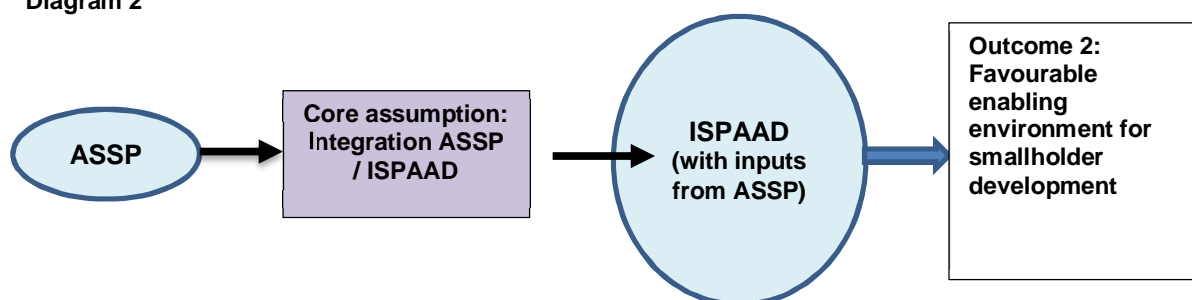 Diagram 2
ASSP
Core assumption:
Integration ASSP
/ ISPAAD
ISPAAD
(with inputs
from ASSP)
Outcome 2:
Favourable
enabling
environment for
smallholder
development